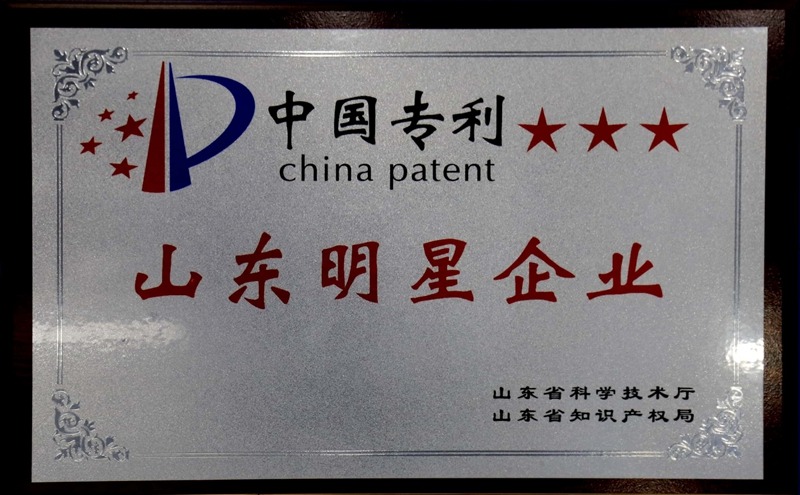 中国专利★★★
china patent
山东明星企业
山东省科学技术厅
山东省知识产权局